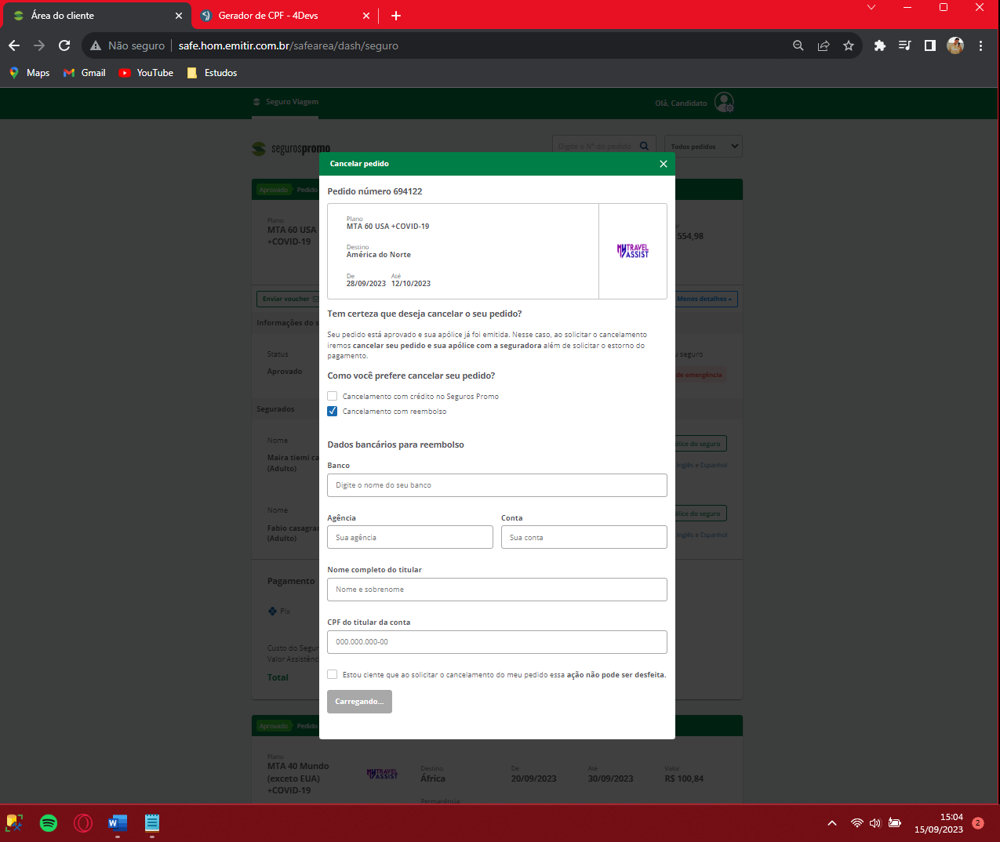 Área do cliente
Gerador de CPF - 4Devs
Não seguro
safe.hom.emitir.com.br/safearea/dash/seguro
Maps
Gmail
YouTube
Estudos
Seguro Viagem
Olá, Candidato
segurospromo
Digite o Nº do pedido
Todos pedidos
Cancelar pedido
Aprovado
Pedido
Pedido número 694122
Plano
MTA 60 USA
+COVID-19
554,98
Plano
MTA 60 USA +COVID-19
Destino
América do Norte
De
Até
28/09/2023
12/10/2023
MY TRAVEL
ASSIST
Enviar voucher
Menos detalhes
Informações do s
Tem certeza que deseja cancelar o seu pedido?
Seu pedido está aprovado e sua apólice já foi emitida. Nesse caso, ao solicitar o cancelamento
iremos cancelar seu pedido e sua apólice com a seguradora além de solicitar o estorno do
pagamento.
Status
Aprovado
u seguro
de emergência
Como você prefere cancelar seu pedido?
Cancelamento com crédito no Seguros Promo
Cancelamento com reembolso
Segurados
Nome
Maira tiemi ca
(Adulto)
ólice do seguro
Inglês e Espanhol
Dados bancários para reembolso
Banco
Digite o nome do seu banco
Nome
Fabio casagran
(Adulto)
ólice do seguro
Inglês e Espanhol
Agência
Conta
Sua agência
Sua conta
Nome completo do titular
Nome e sobrenome
Pagamento
Pix
CPF do titular da conta
000.000.000-00
Custo do Segur
Valor Assistênc
Total
Estou ciente que ao solicitar o cancelamento do meu pedido essa ação não pode ser desfeita.
Carregando...
Aprovado
Pedido
Plano
MTA 40 Mundo
(exceto EUA)
+COVID-19
MY TRAVEL
ASSIST
Destino
África
De
20/09/2023
Até
30/09/2023
Valor
R$ 100,84
Permanência:
15:04
15/09/2023
2